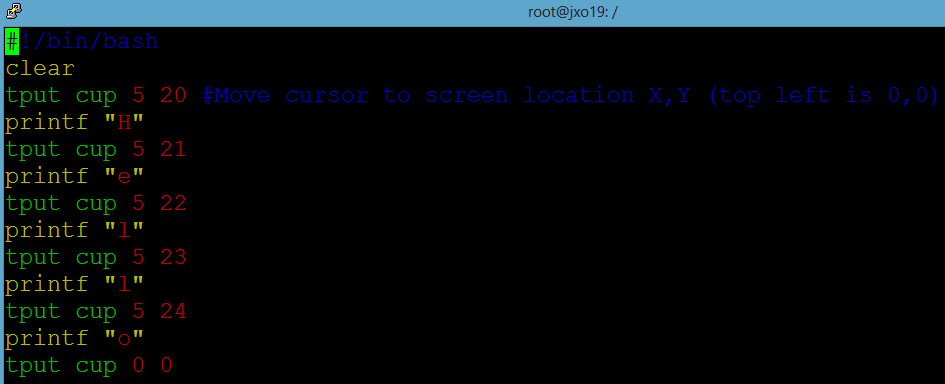 root@jxo19: /
#!/bin/bash
clear
tput cup 5 20 #Move cursor to screen location X,Y (top left is 0,0)
printf "H"
tput cup 5 21
printf "e"
tput cup 5 22
printf "l"
tput cup 5 23
printf "l"
tput cup 5 24
printf "o"
tput cup 0 0